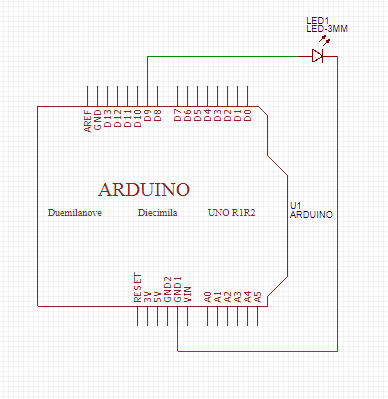 LED1
LED-3MM
AREF
GND
D13
D12
D11
D10
D9
D8
D7
D6
D5
D4
D3
D2
D1
D0
ARDUINO
Duemilanove Diecimila UNO R1R2
U1
ARDUINO
RESET
3V
5V
GND2
GND1
VIN
A0
A1
A2
A3
A4
A5